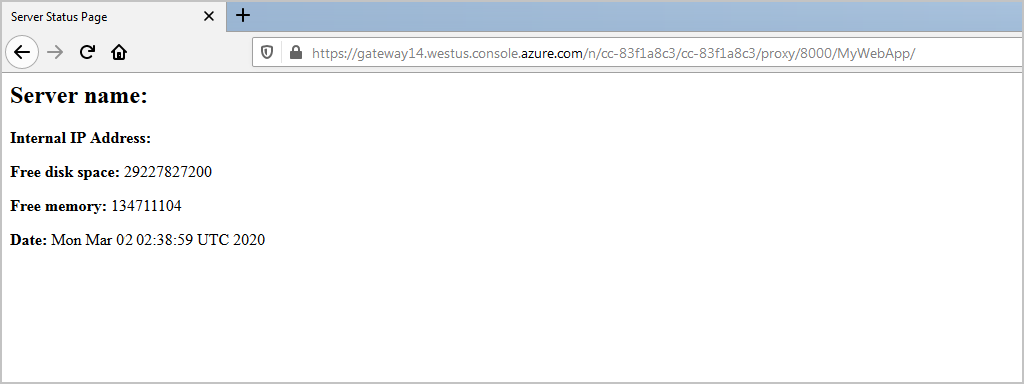 Server Status Page
https://gateway14.westus.console.azure.com/n/cc-83f1a8c3/cc-83f1a8c3/proxy/8000/MyWebApp/
Server name:
Internal IP Address:
Free disk space: 29227827200
Free memory: 134711104
Date: Mon Mar 02 02:38:59 UTC 2020